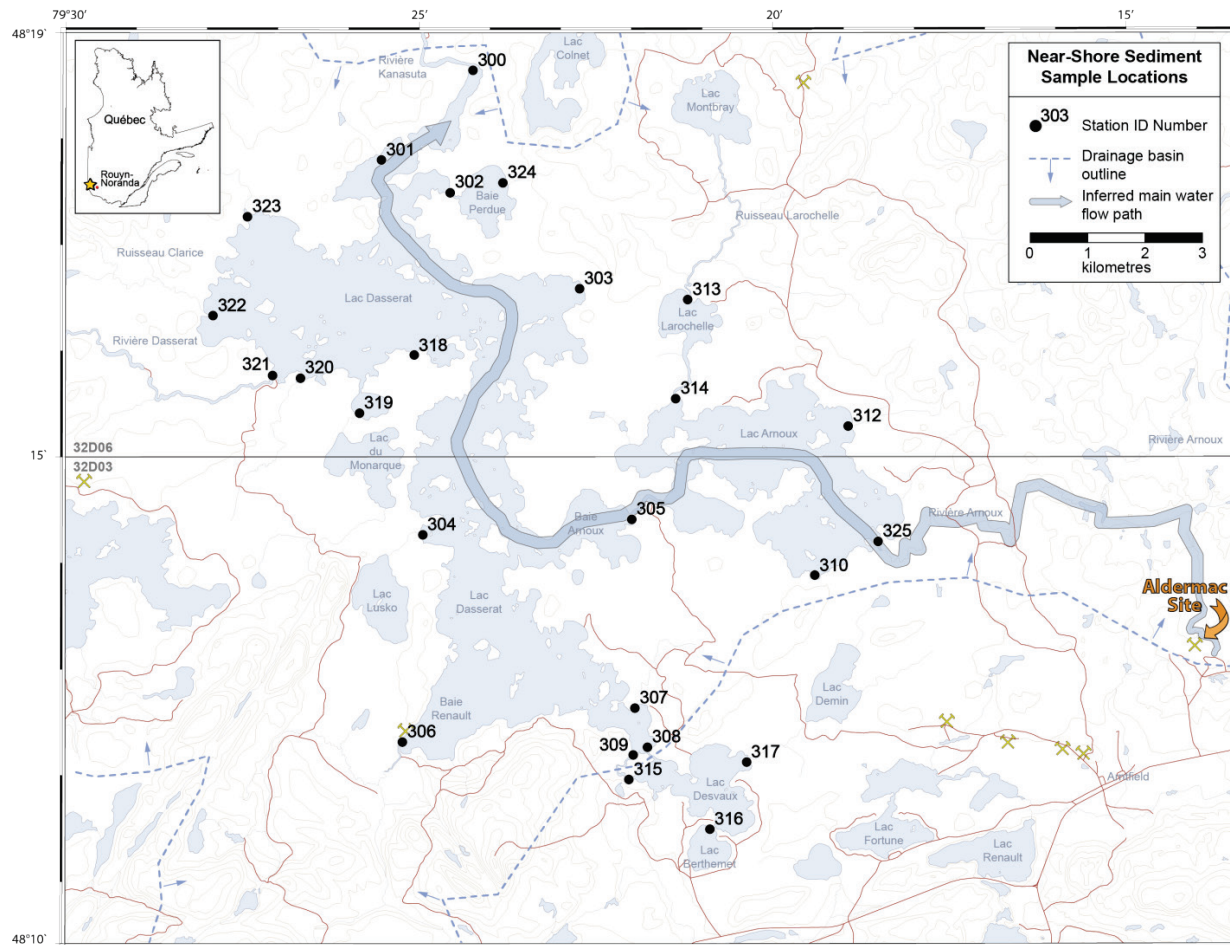 79°30'
25'
20'
15'
48°19'
Québec
Rouyn-
Noranda
Rivière
Kanasuta
300
Lac
Colnet
Lac
Montbray
Near-Shore Sediment
Sample Locations
303
Station ID Number
Drainage basin
outline
Inferred main water
flow path
0
1
2
3
kilometres
301
302
324
Baie
Perdue
323
Ruisseau Larochelle
Ruisseau Clarice
303
313
Lac Dasserat
322
Lac
Larochelle
Rivière Dasserat
318
321
320
319
314
312
Lac
du
Monarque
Lac Arnoux
Rivière Arnoux
32D06
15'
32D03
304
Baie
Arnoux
305
Rivière Arnoux
325
310
Lac
Lusko
Lac
Dasserat
Aldermac
Site
Lac
Demin
Baie
Renault
307
306
308
309
317
315
Lac
Desvaux
Arntfield
316
Lac
Berthemet
Lac
Fortune
Lac
Renault
48°10'